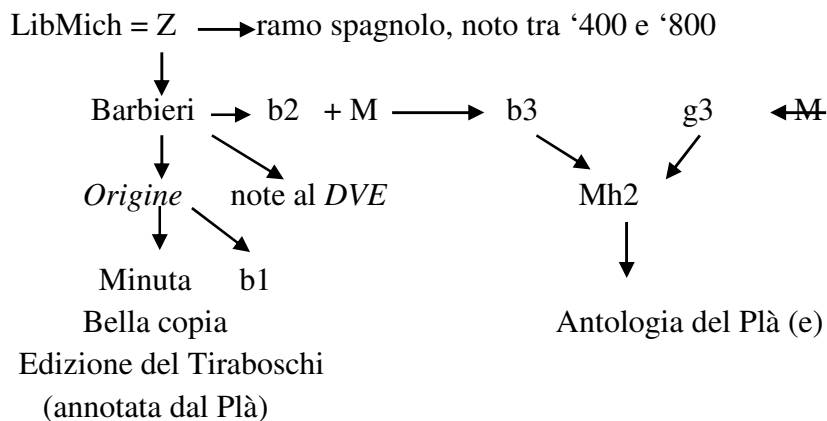 LibMich = Z ramo spagnolo, noto tra ‘400 e ‘800
Barbieri b2 + M b3 g3 M
Origine note al DVE Mh2
Minuta b1
Bella copia Antologia del Plà (e)
Edizione del Tiraboschi
(annotata dal Plà)